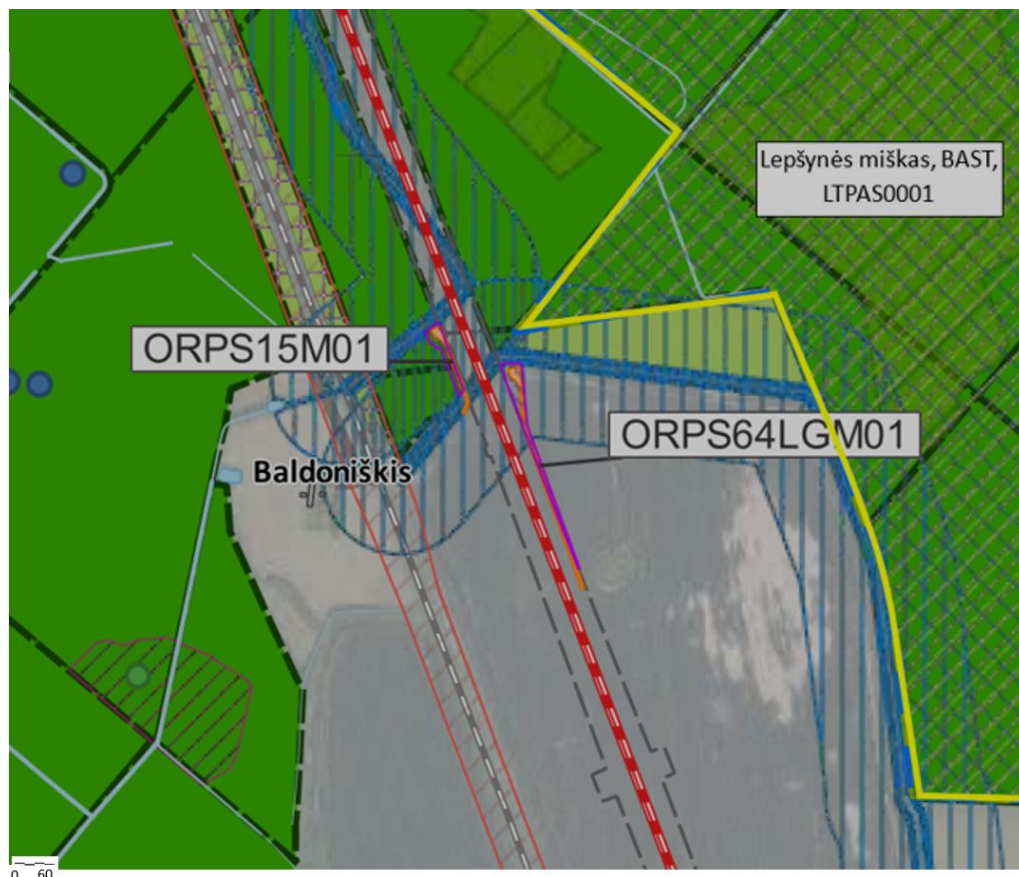 Lepšynės miškas, BAST,
LTPAS0001
ORPS15M01
ORPS64LGM01
Baldoniškis
0 60